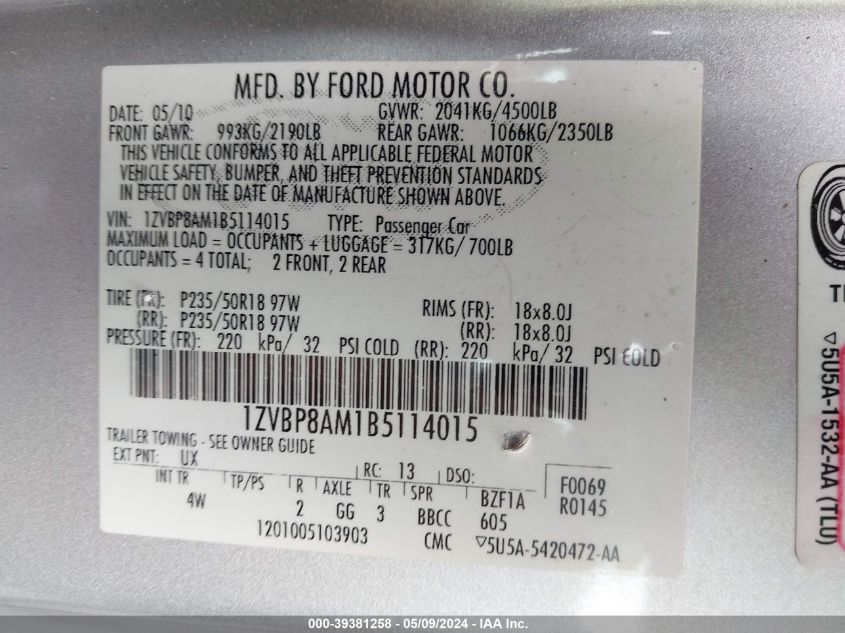 MFD. BY FORD MOTOR CO.
DATE: 05/10 GVWR: 2041KG/4500LB
FRONT GAWR: 993KG/2190LB REAR GAWR: 1066KG/2350LB
THIS VEHICLE CONFORMS TO ALL APPLICABLE FEDERAL MOTOR
VEHICLE SAFETY, BUMPER, AND THEFT PREVENTION STANDARDS
IN EFFECT ON THE DATE OF MANUFACTURE SHOWN ABOVE.
VIN: 1ZVBP8AM1B5114015 TYPE: Passenger Car
MAXIMUM LOAD = OCCUPANTS + LUGGAGE = 317KG/ 700LB
OCCUPANTS = 4 TOTAL; 2 FRONT, 2 REAR
TIRE (FR): P235/50R18 97W RIMS (FR): 18x8.0J
(RR): P235/50R18 97W (RR): 18x8.0J
PRESSURE (FR): 220 kPa/ 32 PSI COLD (RR): 220 kPa/ 32 PSI COLD
1ZVBP8AM1B5114015
TRAILER TOWING - SEE OWNER GUIDE
EXT PNT: UX RC: 13 DSO: F0069
INT TR TP/PS R AXLE TR SPR BZF1A R0145
4W 2 GG 3 BBCC 605
1201005103903 CMC ▽5U5A-5420472-AA
▽5U5A-1532-AA (TLU)
000-39381258 - 05/09/2024 - IAA Inc.